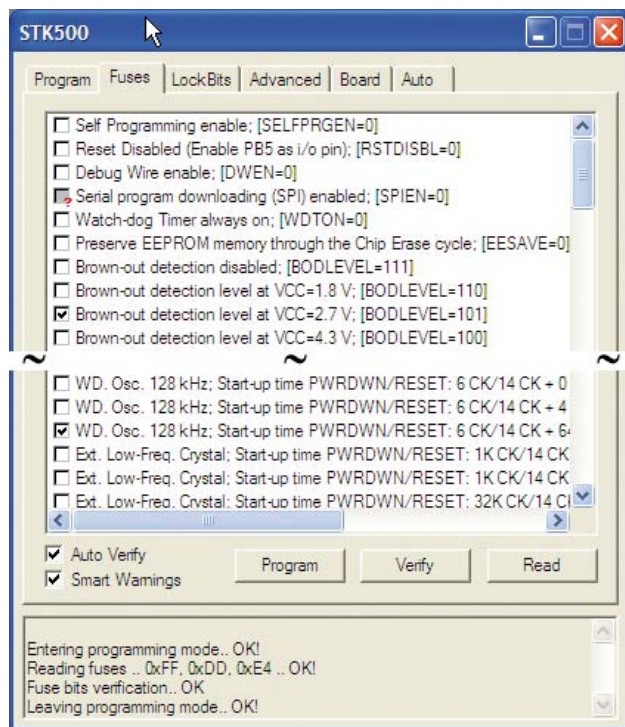 STK500
Program Fuses LockBits Advanced Board Auto
Self Programming enable; [SELFPRGEN=0]
Reset Disabled (Enable PB5 as i/o pin); [RSTDISBL=0]
Debug Wire enable; [DWEN=0]
Serial program downloading (SPI) enabled; [SPIEN=0]
Watch-dog Timer always on; [WDTON=0]
Preserve EEPROM memory through the Chip Erase cycle; [EESAVE=0]
Brown-out detection disabled; [BODLEVEL=111]
Brown-out detection level at VCC=1.8 V; [BODLEVEL=110]
Brown-out detection level at VCC=2.7 V; [BODLEVEL=101]
Brown-out detection level at VCC=4.3 V; [BODLEVEL=100]
~ ~ ~
WD. Osc. 128 kHz; Start-up time PWRDWN/RESET: 6 CK/14 CK + 0
WD. Osc. 128 kHz; Start-up time PWRDWN/RESET: 6 CK/14 CK + 4
WD. Osc. 128 kHz; Start-up time PWRDWN/RESET: 6 CK/14 CK + 64
Ext. Low-Freq. Crystal; Start-up time PWRDWN/RESET: 1K CK/14 CK
Ext. Low-Freq. Crystal; Start-up time PWRDWN/RESET: 1K CK/14 CK
Ext. Low-Freq. Crystal; Start-up time PWRDWN/RESET: 32K CK/14
Auto Verify
Smart Warnings
Program Verify Read
Entering programming mode.. OK!
Reading fuses .. 0xFF, 0xDD, 0xE4 .. OK!
Fuse bits verification.. OK
Leaving programming mode.. OK!